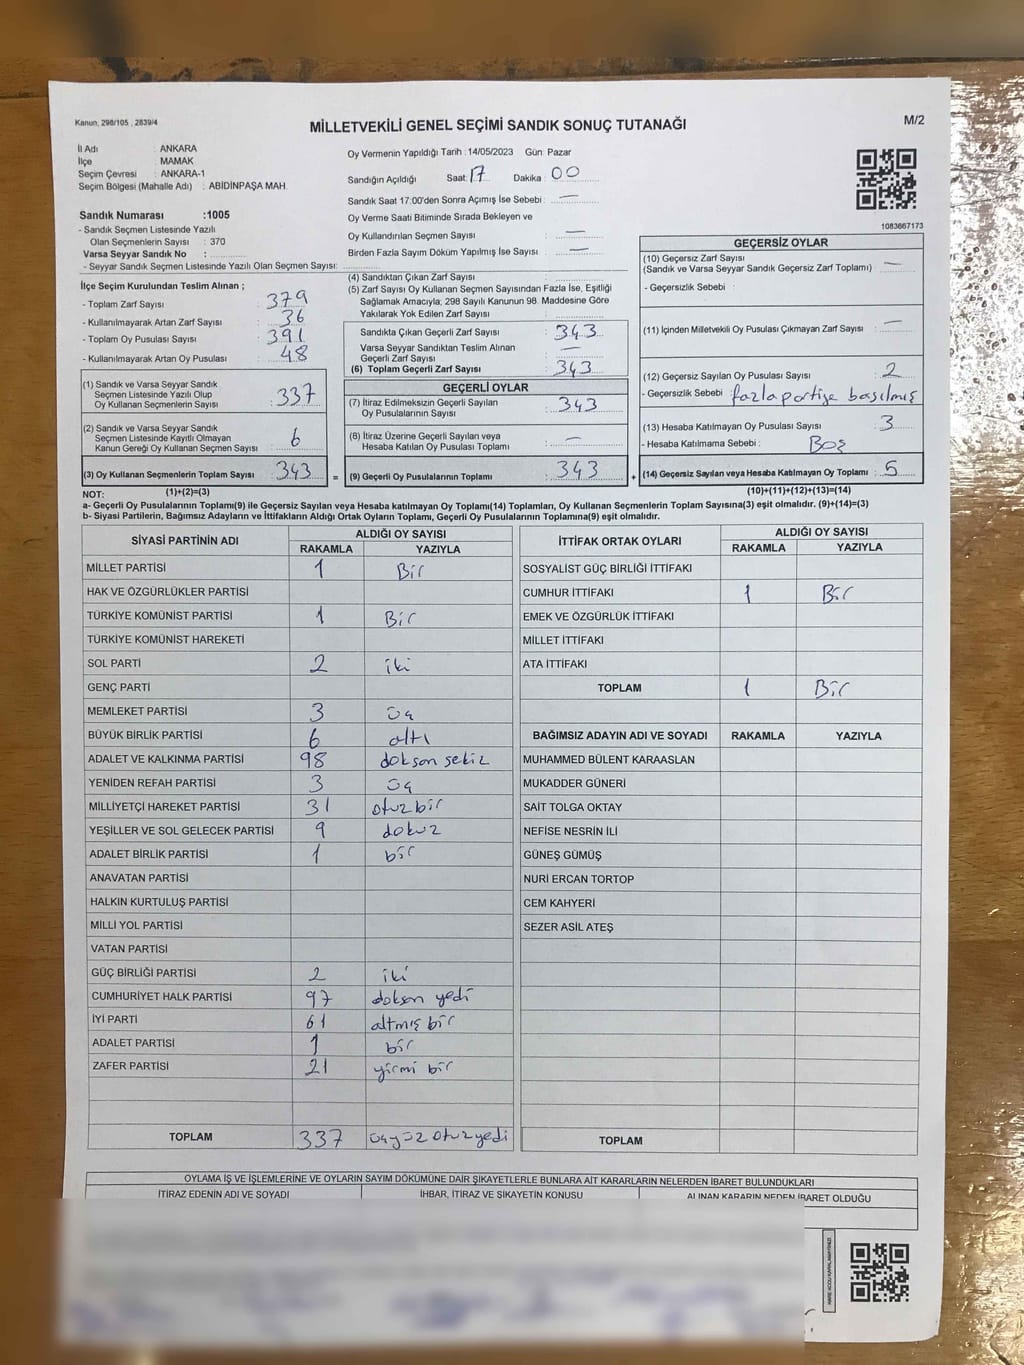 Kanun, 298/105 , 2839/4
MİLLETVEKİLİ GENEL SEÇİMİ SANDIK SONUÇ TUTANAĞI
M/2
İl Adı : ANKARA
İlçe : MAMAK
Seçim Çevresi : ANKARA-1
Seçim Bölgesi (Mahalle Adı) : ABİDİNPAŞA MAH.
Sandık Numarası :1005
- Sandık Seçmen Listesinde Yazılı
Olan Seçmenlerin Sayısı : 370
Varsa Seyyar Sandık No :
- Seyyar Sandık Seçmen Listesinde Yazılı Olan Seçmen Sayısı:
İlçe Seçim Kurulundan Teslim Alınan ;
- Toplam Zarf Sayısı : 379
- Kullanılmayarak Artan Zarf Sayısı : 36
- Toplam Oy Pusulası Sayısı : 391
- Kullanılmayarak Artan Oy Pusulası : 48
(1) Sandık ve Varsa Seyyar Sandık
Seçmen Listesinde Yazılı Olup
Oy Kullanan Seçmenlerin Sayısı : 337
(2) Sandık ve Varsa Seyyar Sandık
Seçmen Listesinde Kayıtlı Olmayan
Kanun Gereği Oy Kullanan Seçmen Sayısı : 6
(3) Oy Kullanan Seçmenlerin Toplam Sayısı : 343
Oy Vermenin Yapıldığı Tarih : 14/05/2023 Gün: Pazar
Sandığın Açıldığı Saat: 17 Dakika : 00
Sandık Saat 17:00'den Sonra Açımış İse Sebebi : —
Oy Verme Saati Bitiminde Sırada Bekleyen ve
Oy Kullandırılan Seçmen Sayısı : —
Birden Fazla Sayım Döküm Yapılmış İse Sayısı : —
(4) Sandıktan Çıkan Zarf Sayısı :
(5) Zarf Sayısı Oy Kullanan Seçmen Sayısından Fazla İse, Eşitliği
Sağlamak Amacıyla; 298 Sayılı Kanunun 98. Maddesine Göre
Yakılarak Yok Edilen Zarf Sayısı :
Sandıkta Çıkan Geçerli Zarf Sayısı : 343
Varsa Seyyar Sandıktan Teslim Alınan
Geçerli Zarf Sayısı : —
(6) Toplam Geçerli Zarf Sayısı : 343
GEÇERLİ OYLAR
(7) İtiraz Edilmeksizin Geçerli Sayılan
Oy Pusulalarının Sayısı : 343
(8) İtiraz Üzerine Geçerli Sayılan veya
Hesaba Katılan Oy Pusulası Toplamı : —
= (9) Geçerli Oy Pusulalarının Toplamı : 343 +
1083667173
GEÇERSİZ OYLAR
(10) Geçersiz Zarf Sayısı
(Sandık ve Varsa Seyyar Sandık Geçersiz Zarf Toplamı) : —
- Geçersizlik Sebebi :
(11) İçinden Milletvekili Oy Pusulası Çıkmayan Zarf Sayısı : —
(12) Geçersiz Sayılan Oy Pusulası Sayısı : 2
- Geçersizlik Sebebi : fazla partiye basılmış
(13) Hesaba Katılmayan Oy Pusulası Sayısı : 3
- Hesaba Katılmama Sebebi : Boş
(14) Geçersiz Sayılan veya Hesaba Katılmayan Oy Toplamı : 5
NOT: (1)+(2)=(3) (10)+(11)+(12)+(13)=(14)
a- Geçerli Oy Pusulalarının Toplamı(9) ile Geçersiz Sayılan veya Hesaba katılmayan Oy Toplamı(14) Toplamları, Oy Kullanan Seçmenlerin Toplam Sayısına(3) eşit olmalıdır. (9)+(14)=(3)
b- Siyasi Partilerin, Bağımsız Adayların ve İttifakların Aldığı Ortak Oyların Toplamı, Geçerli Oy Pusulalarının Toplamına(9) eşit olmalıdır.
SİYASİ PARTİNİN ADI ALDIĞI OY SAYISI
RAKAMLA YAZIYLA
MİLLET PARTİSİ 1 Bir
HAK VE ÖZGÜRLÜKLER PARTİSİ
TÜRKİYE KOMÜNİST PARTİSİ 1 Bir
TÜRKİYE KOMÜNİST HAREKETİ
SOL PARTİ 2 iki
GENÇ PARTİ
MEMLEKET PARTİSİ 3 üç
BÜYÜK BİRLİK PARTİSİ 6 altı
ADALET VE KALKINMA PARTİSİ 98 doksan sekiz
YENİDEN REFAH PARTİSİ 3 üç
MİLLİYETÇİ HAREKET PARTİSİ 31 otuz bir
YEŞİLLER VE SOL GELECEK PARTİSİ 9 dokuz
ADALET BİRLİK PARTİSİ 1 bir
ANAVATAN PARTİSİ
HALKIN KURTULUŞ PARTİSİ
MİLLİ YOL PARTİSİ
VATAN PARTİSİ
GÜÇ BİRLİĞİ PARTİSİ 2 iki
CUMHURİYET HALK PARTİSİ 97 doksan yedi
İYİ PARTİ 61 altmış bir
ADALET PARTİSİ 1 bir
ZAFER PARTİSİ 21 yirmi bir
TOPLAM 337 üçyüz otuzyedi
İTTİFAK ORTAK OYLARI ALDIĞI OY SAYISI
RAKAMLA YAZIYLA
SOSYALİST GÜÇ BİRLİĞİ İTTİFAKI
CUMHUR İTTİFAKI 1 Bir
EMEK VE ÖZGÜRLÜK İTTİFAKI
MİLLET İTTİFAKI
ATA İTTİFAKI
TOPLAM 1 Bir
BAĞIMSIZ ADAYIN ADI VE SOYADI RAKAMLA YAZIYLA
MUHAMMED BÜLENT KARAASLAN
MUKADDER GÜNERİ
SAİT TOLGA OKTAY
NEFİSE NESRİN İLİ
GÜNEŞ GÜMÜŞ
NURİ ERCAN TORTOP
CEM KAHYERİ
SEZER ASİL ATEŞ
TOPLAM
OYLAMA İŞ VE İŞLEMLERİNE VE OYLARIN SAYIM DÖKÜMÜNE DAİR ŞİKAYETLERLE BUNLARA AİT KARARLARIN NELERDEN İBARET BULUNDUKLARI
İTİRAZ EDENİN ADI VE SOYADI İHBAR, İTİRAZ VE ŞİKAYETİN KONUSU ALINAN KARARIN NEDEN İBARET OLDUĞU